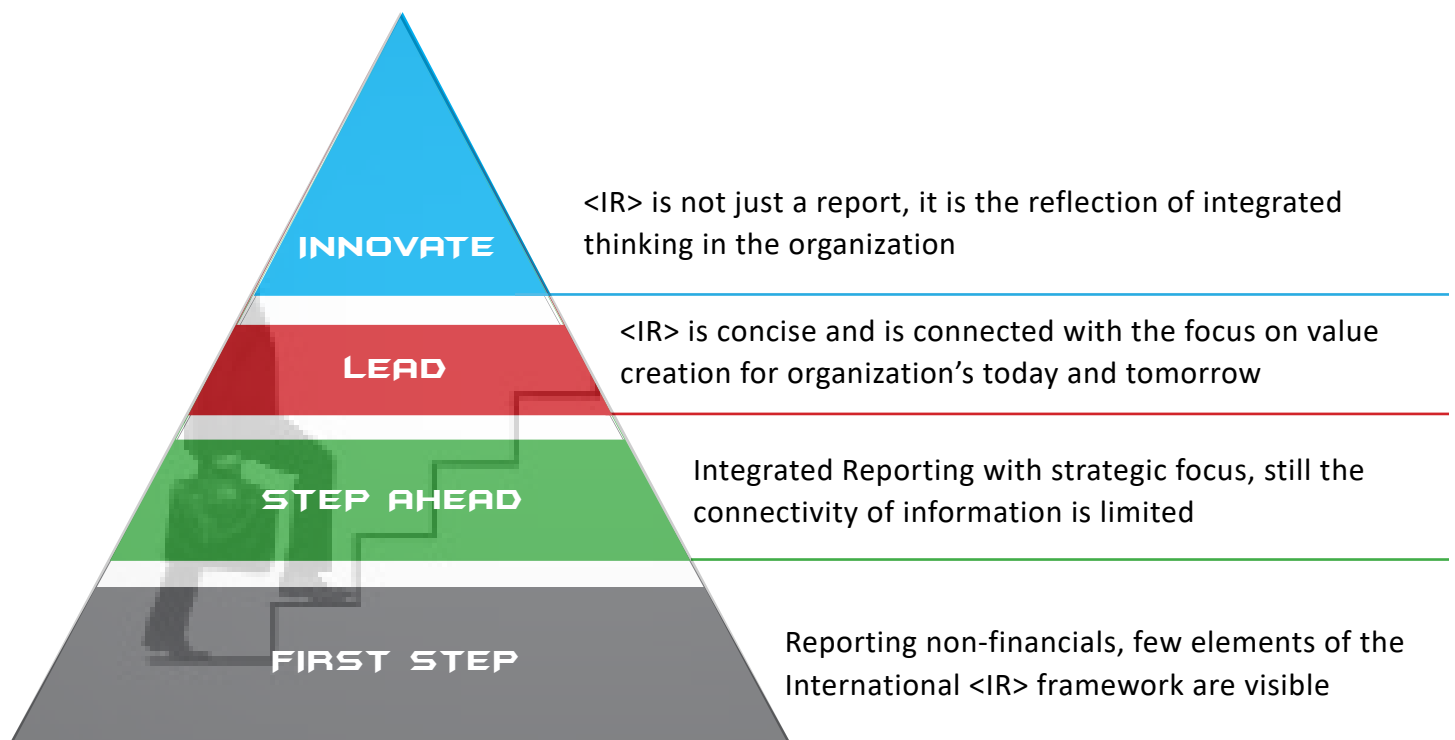 INNOVATE
<IR> is not just a report, it is the reflection of integrated
thinking in the organization
LEAD
<IR> is concise and is connected with the focus on value
creation for organization’s today and tomorrow
STEP AHEAD
Integrated Reporting with strategic focus, still the
connectivity of information is limited
FIRST STEP
Reporting non-financials, few elements of the
International <IR> framework are visible